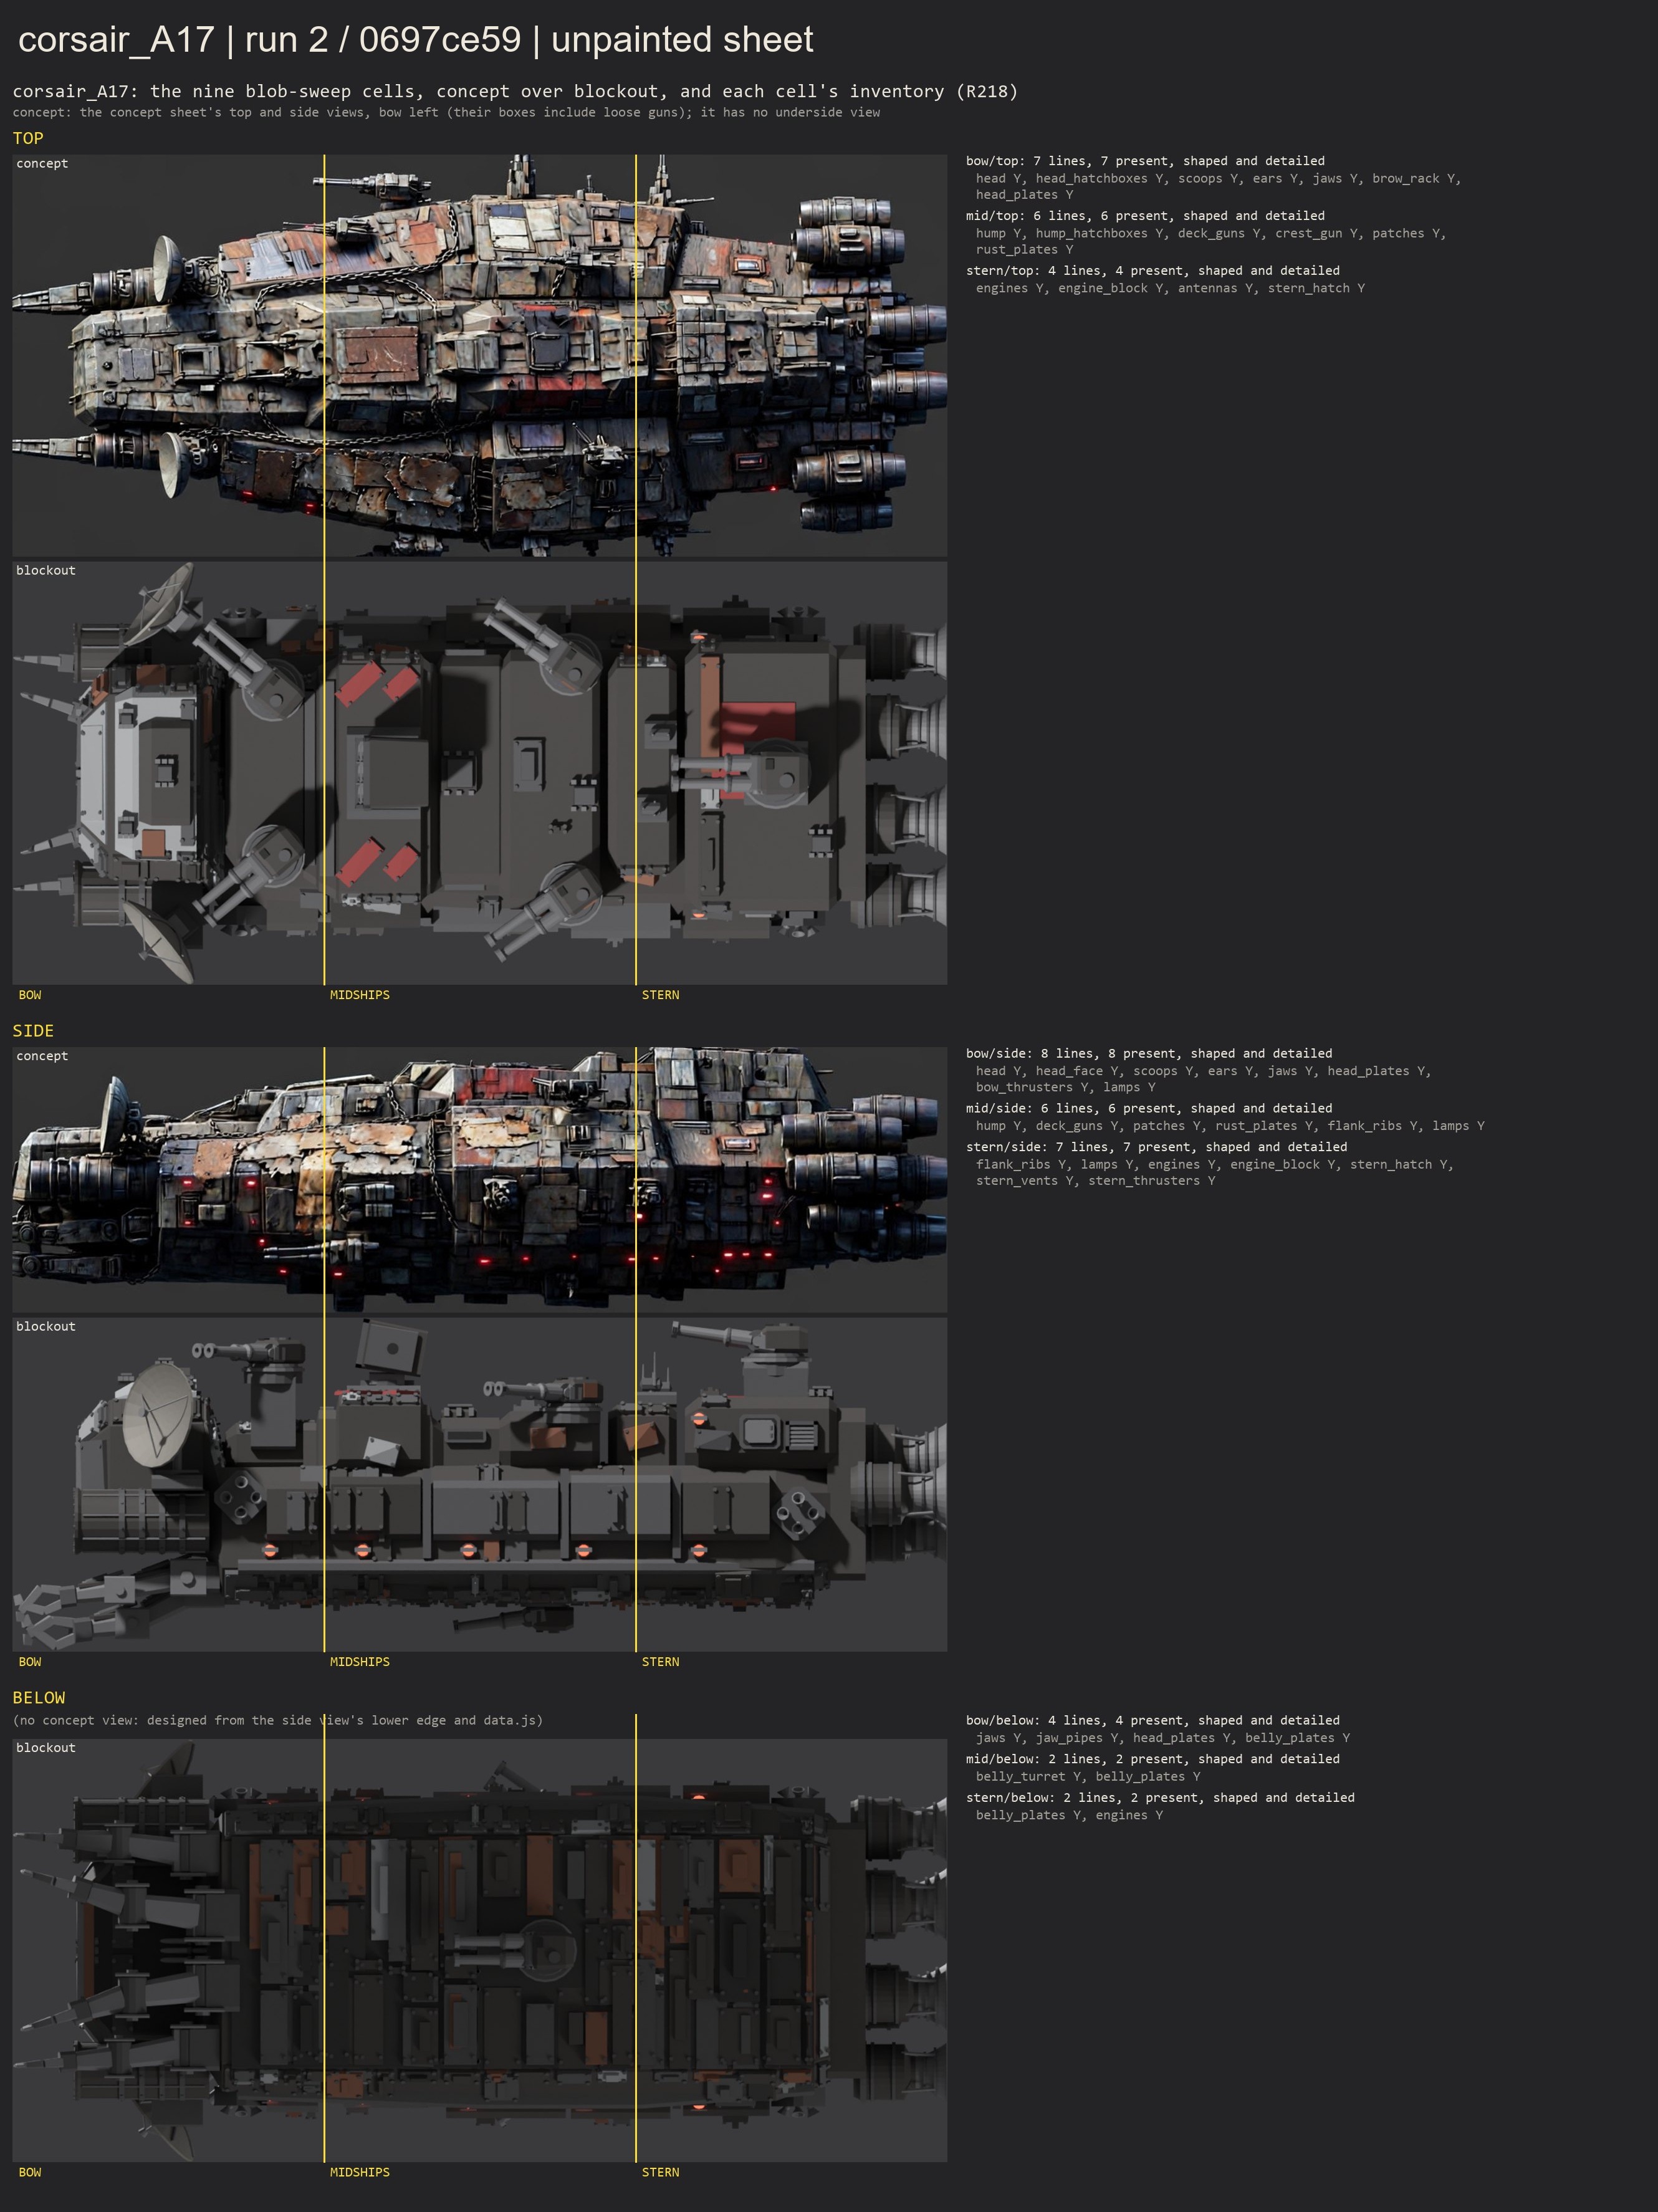 corsair_A17 | run 2 / 0697ce59 | unpainted sheet
corsair_A17: the nine blob-sweep cells, concept over blockout, and each cell's inventory (R218)
concept: the concept sheet's top and side views, bow left (their boxes include loose guns); it has no underside view
TOP
concept
bow/top: 7 lines, 7 present, shaped and detailed
head Y, head_hatchboxes Y, scoops Y, ears Y, jaws Y, brow_rack Y,
head_plates Y
mid/top: 6 lines, 6 present, shaped and detailed
hump Y, hump_hatchboxes Y, deck_guns Y, crest_gun Y, patches Y,
rust_plates Y
stern/top: 4 lines, 4 present, shaped and detailed
engines Y, engine_block Y, antennas Y, stern_hatch Y
blockout
BOW
MIDSHIPS
STERN
SIDE
concept
bow/side: 8 lines, 8 present, shaped and detailed
head Y, head_face Y, scoops Y, ears Y, jaws Y, head_plates Y,
bow_thrusters Y, lamps Y
mid/side: 6 lines, 6 present, shaped and detailed
hump Y, deck_guns Y, patches Y, rust_plates Y, flank_ribs Y, lamps Y
stern/side: 7 lines, 7 present, shaped and detailed
flank_ribs Y, lamps Y, engines Y, engine_block Y, stern_hatch Y,
stern_vents Y, stern_thrusters Y
blockout
BOW
MIDSHIPS
STERN
BELOW
(no concept view: designed from the side view's lower edge and data.js)
blockout
bow/below: 4 lines, 4 present, shaped and detailed
jaws Y, jaw_pipes Y, head_plates Y, belly_plates Y
mid/below: 2 lines, 2 present, shaped and detailed
belly_turret Y, belly_plates Y
stern/below: 2 lines, 2 present, shaped and detailed
belly_plates Y, engines Y
BOW
MIDSHIPS
STERN